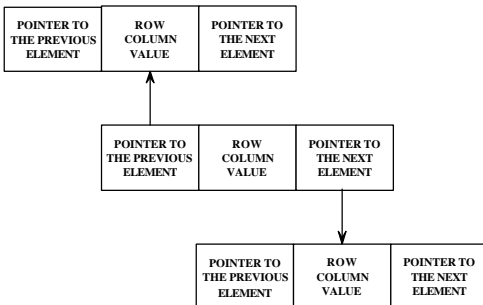 POINTER TO
THE PREVIOUS
ELEMENT
ROW
COLUMN
VALUE
POINTER TO
THE NEXT
ELEMENT
POINTER TO
THE PREVIOUS
ELEMENT
ROW
COLUMN
VALUE
POINTER TO
THE NEXT
ELEMENT
POINTER TO
THE PREVIOUS
ELEMENT
ROW
COLUMN
VALUE
POINTER TO
THE NEXT
ELEMENT